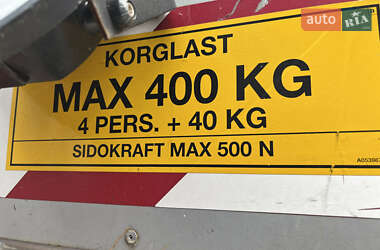 auto RIA
KORGLAST
MAX 400 KG
4 PERS. + 40 KG
SIDOKRAFT MAX 500 N